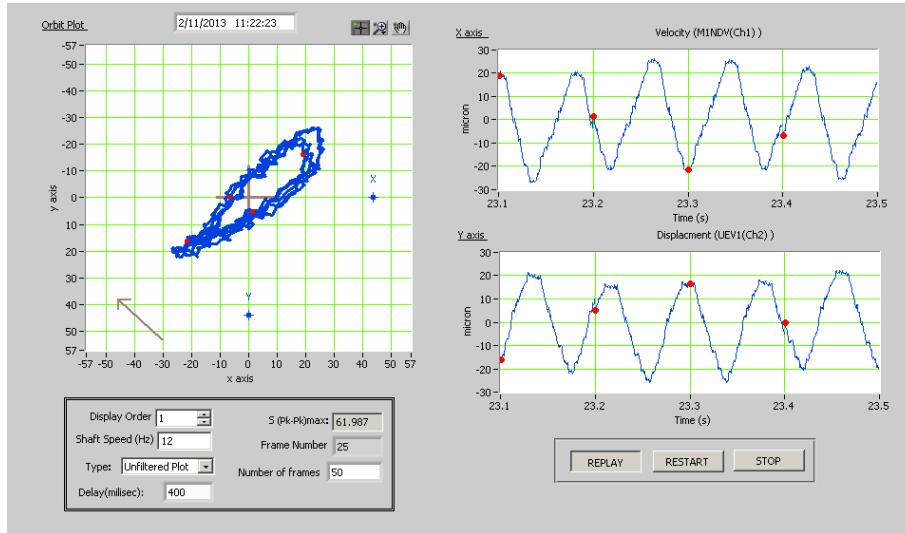 Orbit Plot
2/11/2013 11:22:23
-57
-50
-40
-30
-20
-10
0
10
20
30
40
50
57
y axis
X
Y
-57 -50 -40 -30 -20 -10 0 10 20 30 40 50 57
x axis
X axis
Velocity (M1NDV(Ch1) )
30
20
10
0
-10
-20
-30
micron
23.1 23.2 23.3 23.4 23.5
Time (s)
Y axis
Displacment (UEV1(Ch2) )
30
20
10
0
-10
-20
-30
micron
23.1 23.2 23.3 23.4 23.5
Time (s)
Display Order 1
Shaft Speed (Hz) 12
Type: Unfiltered Plot
Delay(milisec): 400
S (Pk-Pk)max: 61.987
Frame Number 25
Number of frames 50
REPLAY RESTART STOP